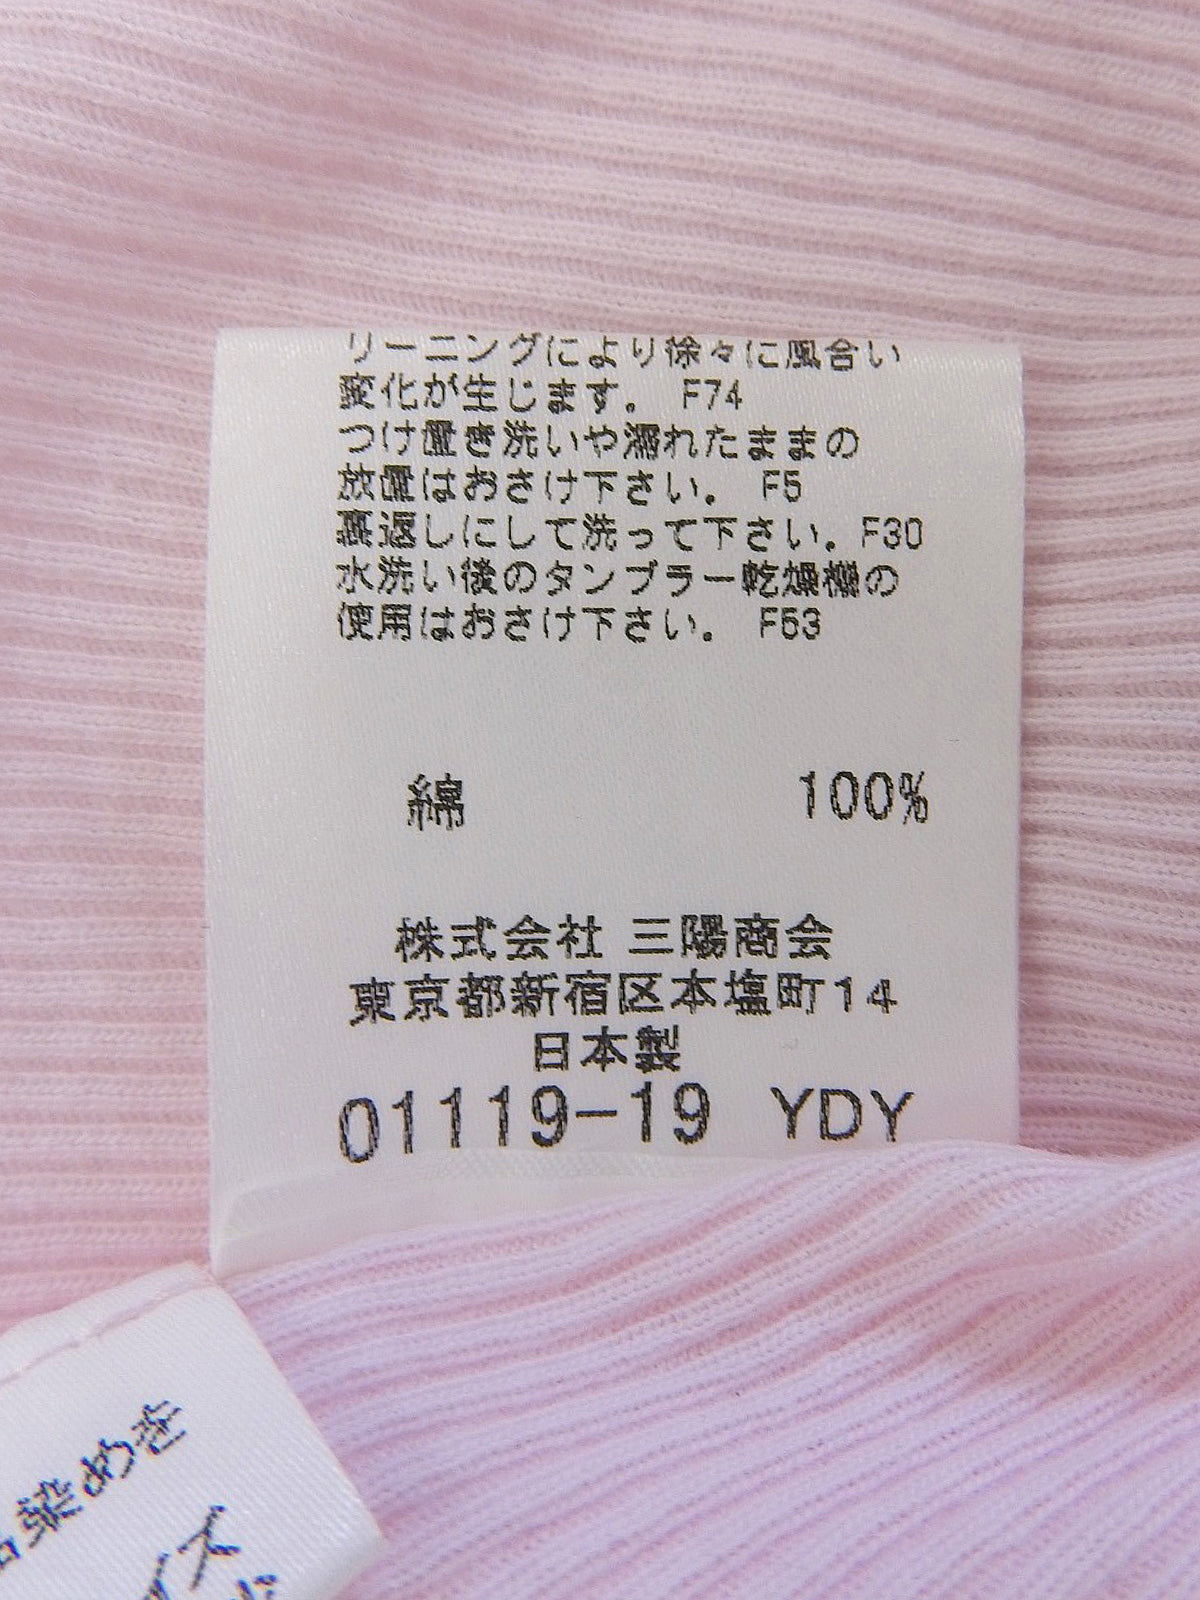 リーニングにより徐々に風合い
変化が生じます。 F74
つけ置き洗いや濡れたままの
放置はおさけ下さい。 F5
裏返しにして洗って下さい。F30
水洗い後のタンブラー乾燥機の
使用はおさけ下さい。 F53
綿 100%
株式会社 三陽商会
東京都新宿区本塩町14
日本製
01119-19 YDY
染めを
イズ